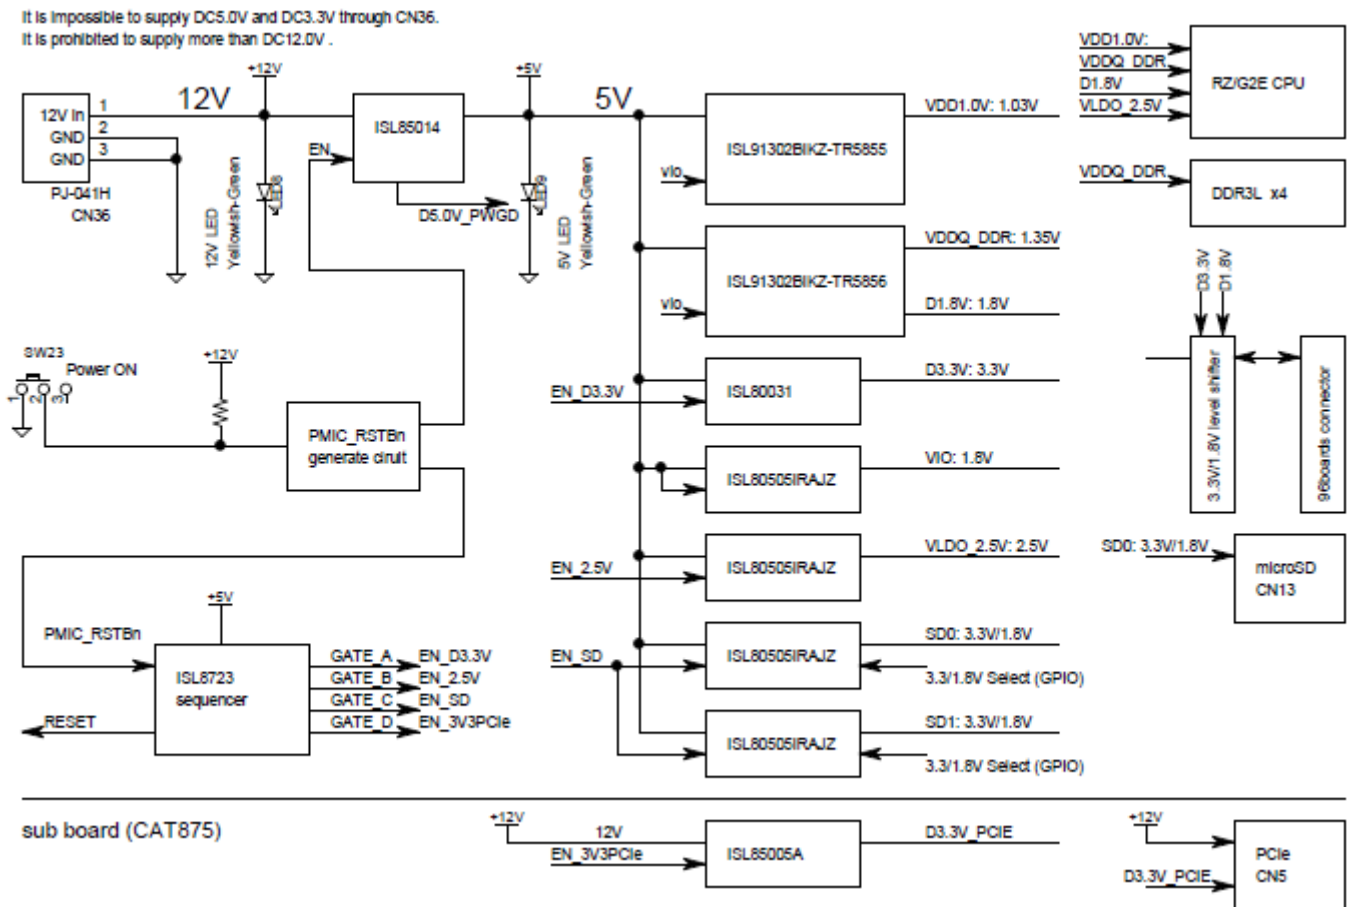 It is impossible to supply DC5.0V and DC3.3V through CN36.
It is prohibited to supply more than DC12.0V .
+12V
12V
12V In
1
GND
2
GND
3
PJ-041H
CN36
12V LED
Yellowish-Green
LED8
EN
ISL85014
D5.0V_PWGD
+5V
5V
LED9
5V LED
Yellowish-Green
ISL91302BIKZ-TR5855
vio
VDD1.0V: 1.03V
ISL91302BIKZ-TR5856
vio
VDDQ_DDR: 1.35V
D1.8V: 1.8V
VDD1.0V:
VDDQ_DDR
D1.8V
VLDO_2.5V
RZ/G2E CPU
VDDQ_DDR
DDR3L x4
D3.3V
D1.8V
3.3V/1.8V level shifter
96boards connector
SW23
Power ON
1
2
3
+12V
PMIC_RSTBn
generate ciruit
EN_D3.3V
ISL80031
D3.3V: 3.3V
ISL80505IRAJZ
VIO: 1.8V
EN_2.5V
ISL80505IRAJZ
VLDO_2.5V: 2.5V
SD0: 3.3V/1.8V
microSD
CN13
+5V
PMIC_RSTBn
ISL8723
sequencer
RESET
GATE_A
EN_D3.3V
GATE_B
EN_2.5V
GATE_C
EN_SD
GATE_D
EN_3V3PCIe
EN_SD
ISL80505IRAJZ
SD0: 3.3V/1.8V
3.3/1.8V Select (GPIO)
ISL80505IRAJZ
SD1: 3.3V/1.8V
3.3/1.8V Select (GPIO)
sub board (CAT875)
+12V
12V
EN_3V3PCIe
ISL85005A
D3.3V_PCIE
+12V
D3.3V_PCIE
PCIe
CN5